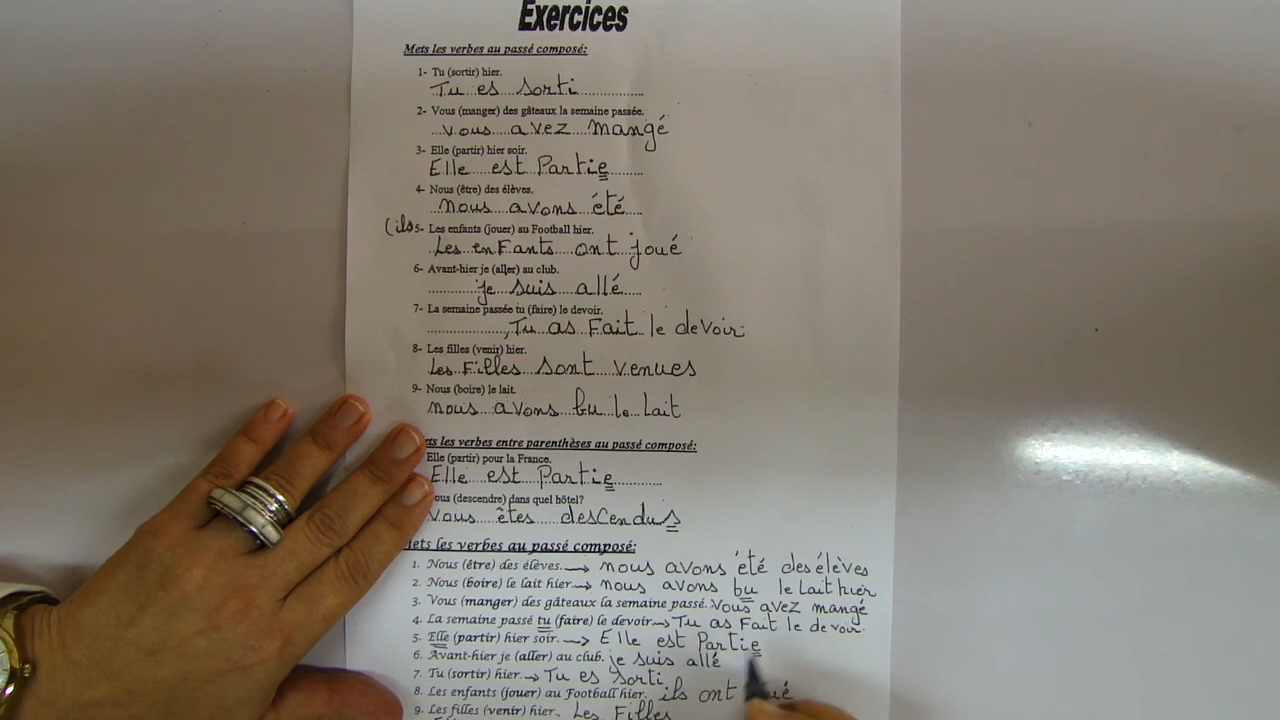 Exercices
Mets les verbes au passé composé:
1- Tu (sortir) hier.
Tu es sorti
2- Vous (manger) des gâteaux la semaine passée.
vous avez mangé
3- Elle (partir) hier soir.
Elle est Partie
4- Nous (être) des élèves.
nous avons été
(ils 5- Les enfants (jouer) au Football hier.
Les enFants ont joué
6- Avant-hier je (aller) au club.
je suis allé
7- La semaine passée tu (faire) le devoir.
, Tu as Fait le devoir.
8- Les filles (venir) hier.
Les Filles sont venues
9- Nous (boire) le lait.
nous avons bu le lait
les verbes entre parenthèses au passé composé:
Elle (partir) pour la France.
Elle est Partie
(descendre) dans quel hôtel?
vous êtes descendus
Mets les verbes au passé composé:
1. Nous (être) des élèves. → nous avons été des élèves
2. Nous (boire) le lait hier → nous avons bu le Lait hier
3. Vous (manger) des gâteaux la semaine passé. Vous avez mangé
4. La semaine passé tu (faire) le devoir → Tu as Fait le devoir.
5. Elle (partir) hier soir. → Elle est Partie
6. Avant-hier je (aller) au club. je suis allé
7. Tu (sortir) hier. → Tu es sorti
8. Les enfants (jouer) au Football hier. ils ont
9. Les filles (venir) hier. Les Filles